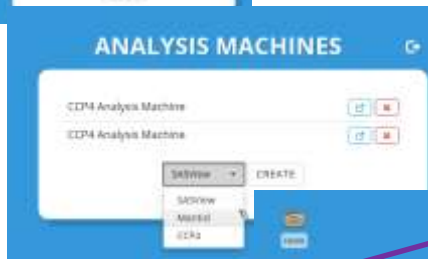 ANALYSIS MACHINES
CCP4 Analysis Machine
CCP4 Analysis Machine
SASView CREATE
SASView
Mantid
CCP4